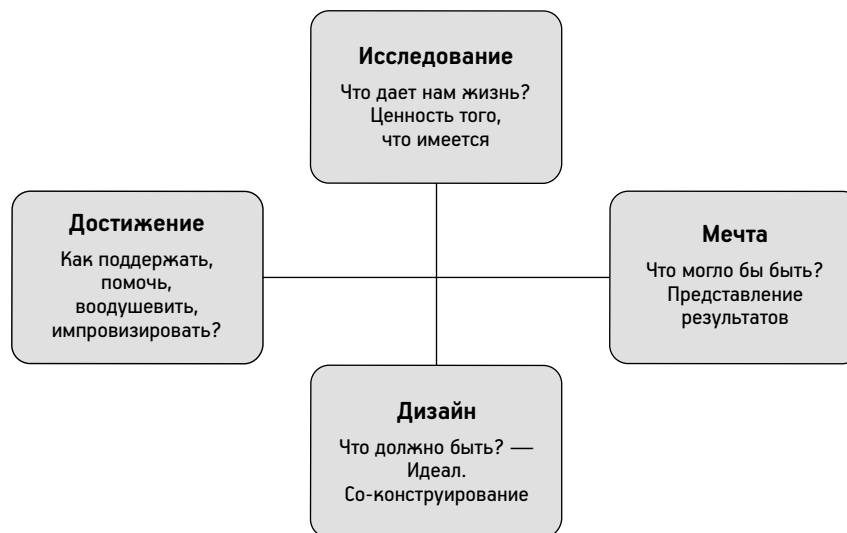 Исследование
Что дает нам жизнь?
Ценность того,
что имеется
Достижение
Как поддержать,
помочь,
воодушевить,
импровизировать?
Мечта
Что могло бы быть?
Представление
результатов
Дизайн
Что должно быть? —
Идеал.
Со-конструирование